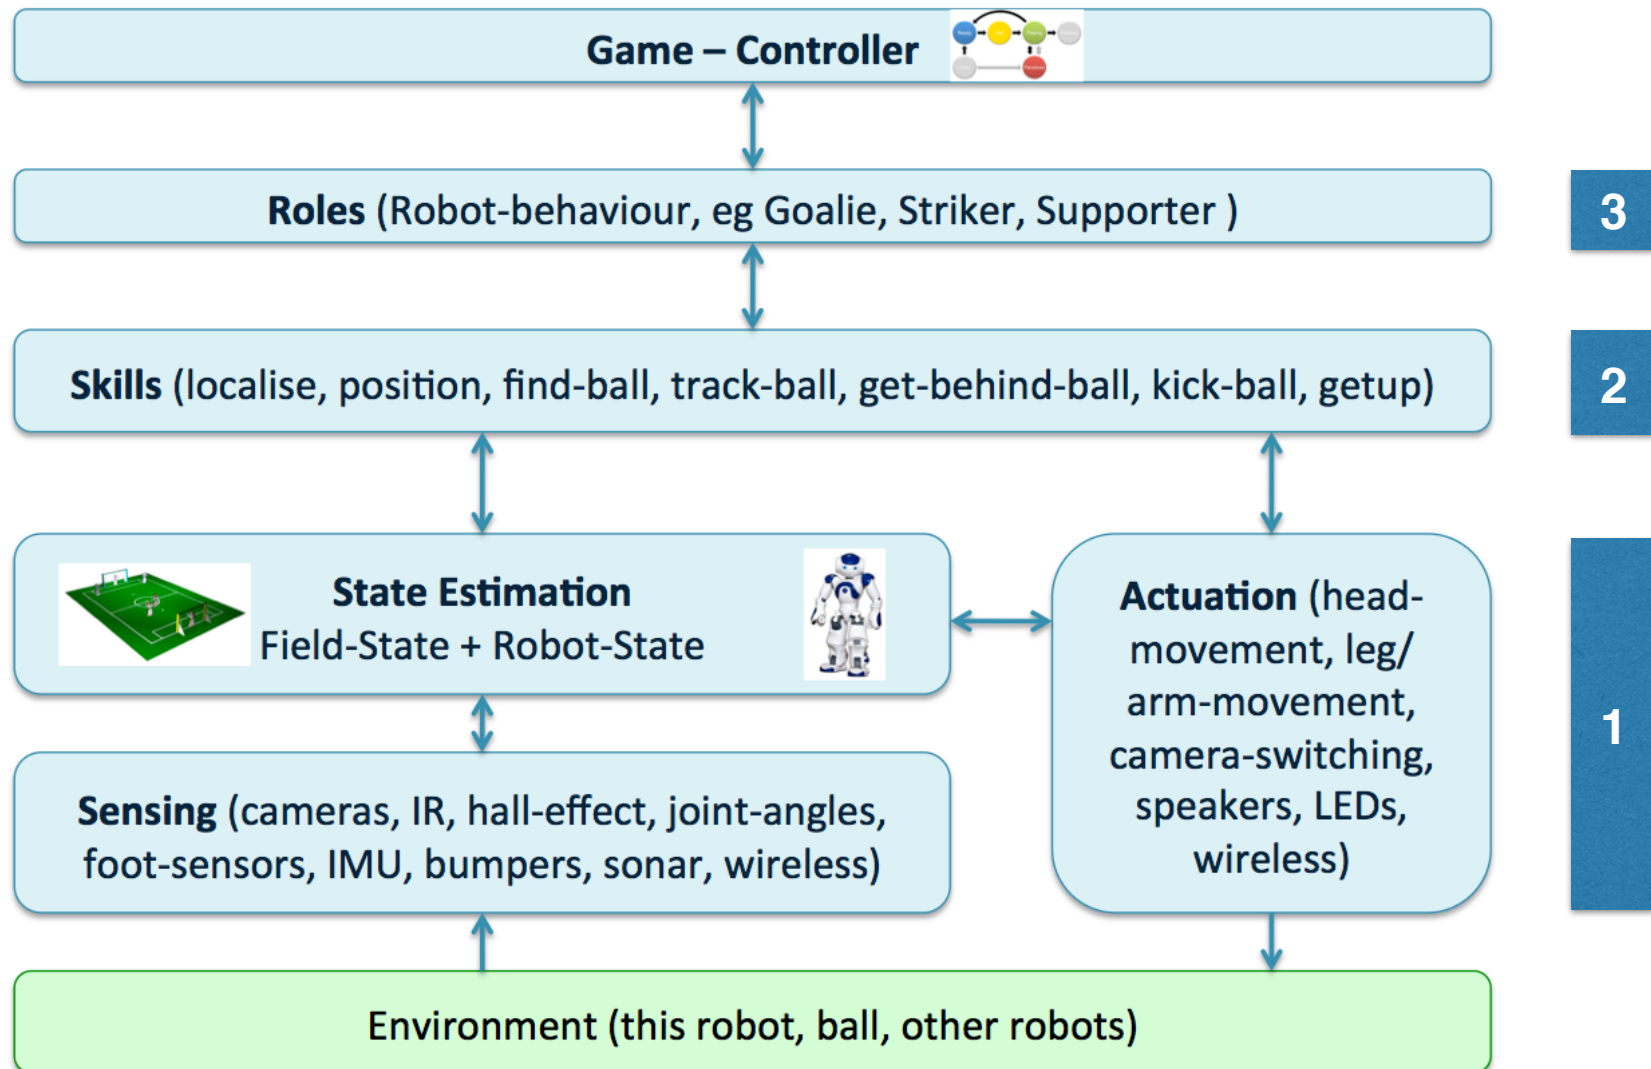 Game – Controller
Roles (Robot-behaviour, eg Goalie, Striker, Supporter )
3
Skills (localise, position, find-ball, track-ball, get-behind-ball, kick-ball, getup)
2
State Estimation
Field-State + Robot-State
Actuation (head-
movement, leg/
arm-movement,
camera-switching,
speakers, LEDs,
wireless)
1
Sensing (cameras, IR, hall-effect, joint-angles,
foot-sensors, IMU, bumpers, sonar, wireless)
Environment (this robot, ball, other robots)